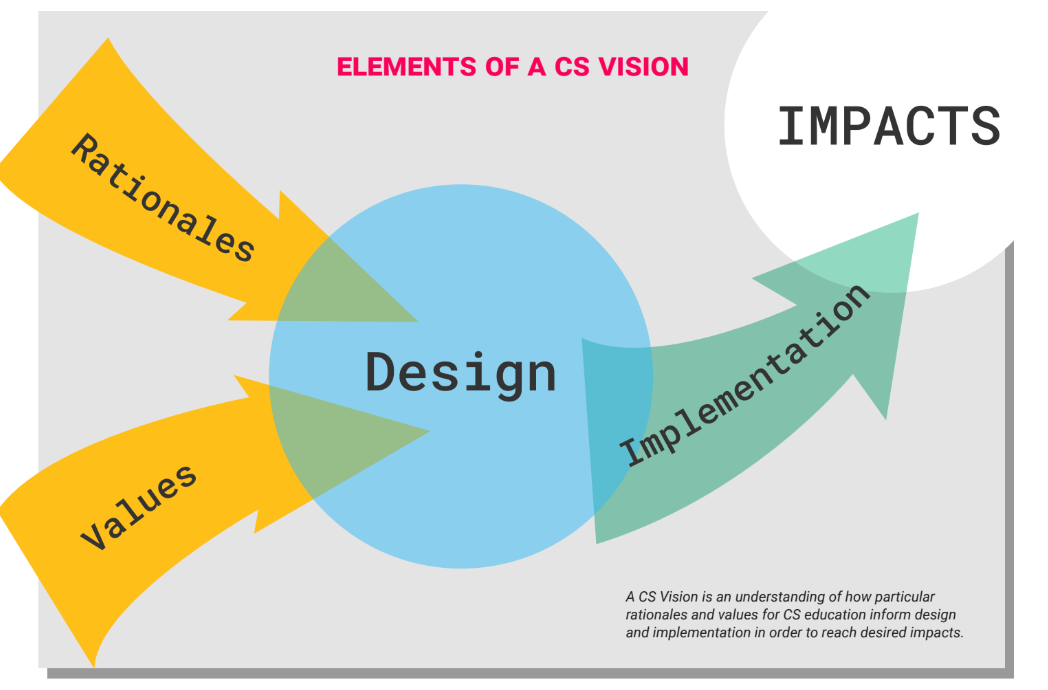 ELEMENTS OF A CS VISION
IMPACTS
Rationales
Design
Implementation
Values
A CS Vision is an understanding of how particular
rationales and values for CS education inform design
and implementation in order to reach desired impacts.